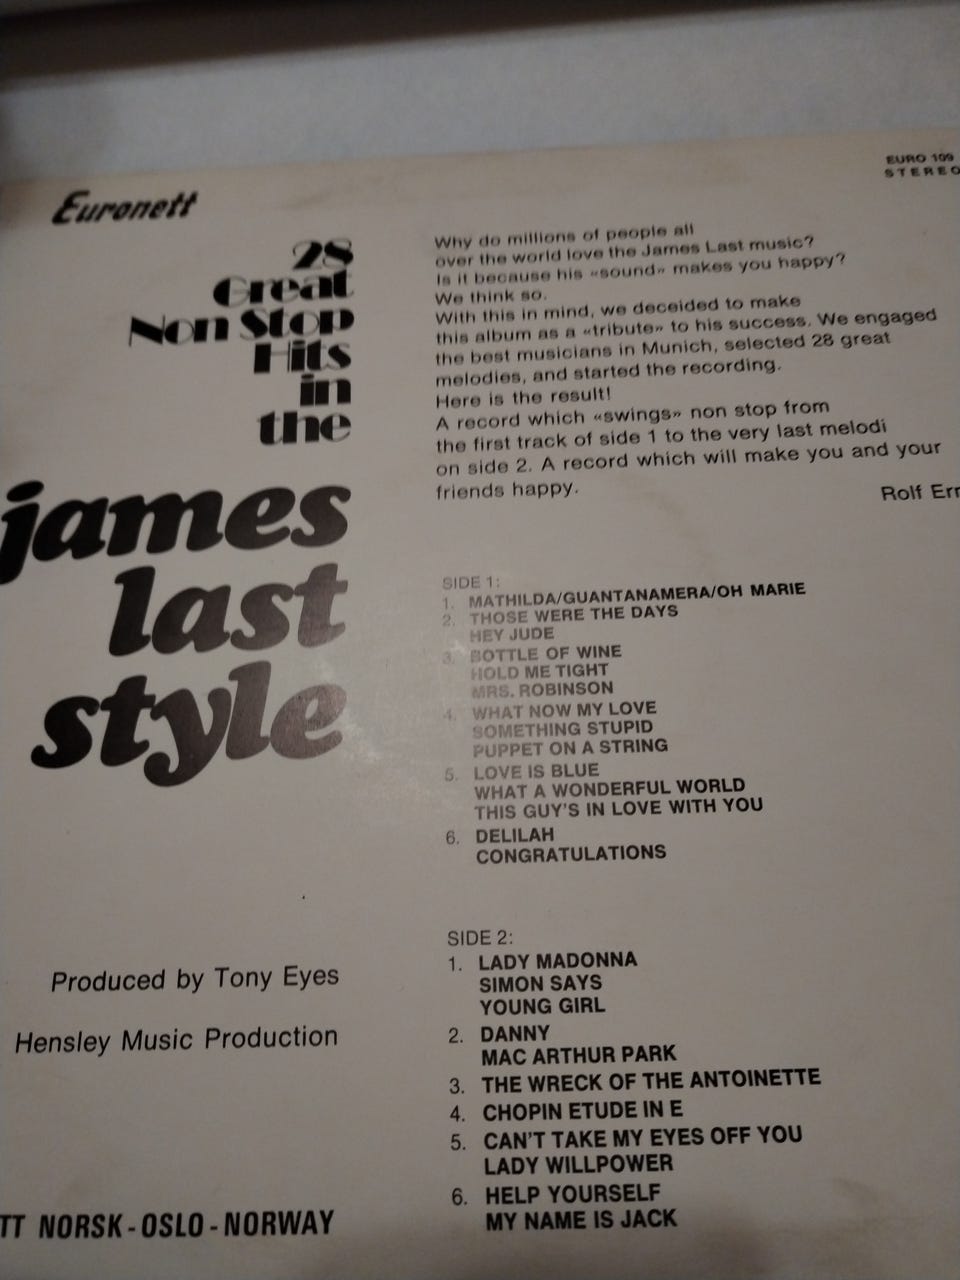 Euronett
EURO 109
STEREO
28
Great
Non Stop
Hits
in
the
james
last
style
Why do millions of people all
over the world love the James Last music?
Is it because his «sound» makes you happy?
We think so.
With this in mind, we deceided to make
this album as a «tribute» to his success. We engaged
the best musicians in Munich, selected 28 great
melodies, and started the recording.
Here is the result!
A record which «swings» non stop from
the first track of side 1 to the very last melodi
on side 2. A record which will make you and your
friends happy.
Rolf Err
SIDE 1:
1. MATHILDA/GUANTANAMERA/OH MARIE
2. THOSE WERE THE DAYS
HEY JUDE
3. BOTTLE OF WINE
HOLD ME TIGHT
MRS. ROBINSON
4. WHAT NOW MY LOVE
SOMETHING STUPID
PUPPET ON A STRING
5. LOVE IS BLUE
WHAT A WONDERFUL WORLD
THIS GUY'S IN LOVE WITH YOU
6. DELILAH
CONGRATULATIONS
SIDE 2:
1. LADY MADONNA
SIMON SAYS
YOUNG GIRL
2. DANNY
MAC ARTHUR PARK
3. THE WRECK OF THE ANTOINETTE
4. CHOPIN ETUDE IN E
5. CAN'T TAKE MY EYES OFF YOU
LADY WILLPOWER
6. HELP YOURSELF
MY NAME IS JACK
Produced by Tony Eyes
Hensley Music Production
TT NORSK - OSLO - NORWAY